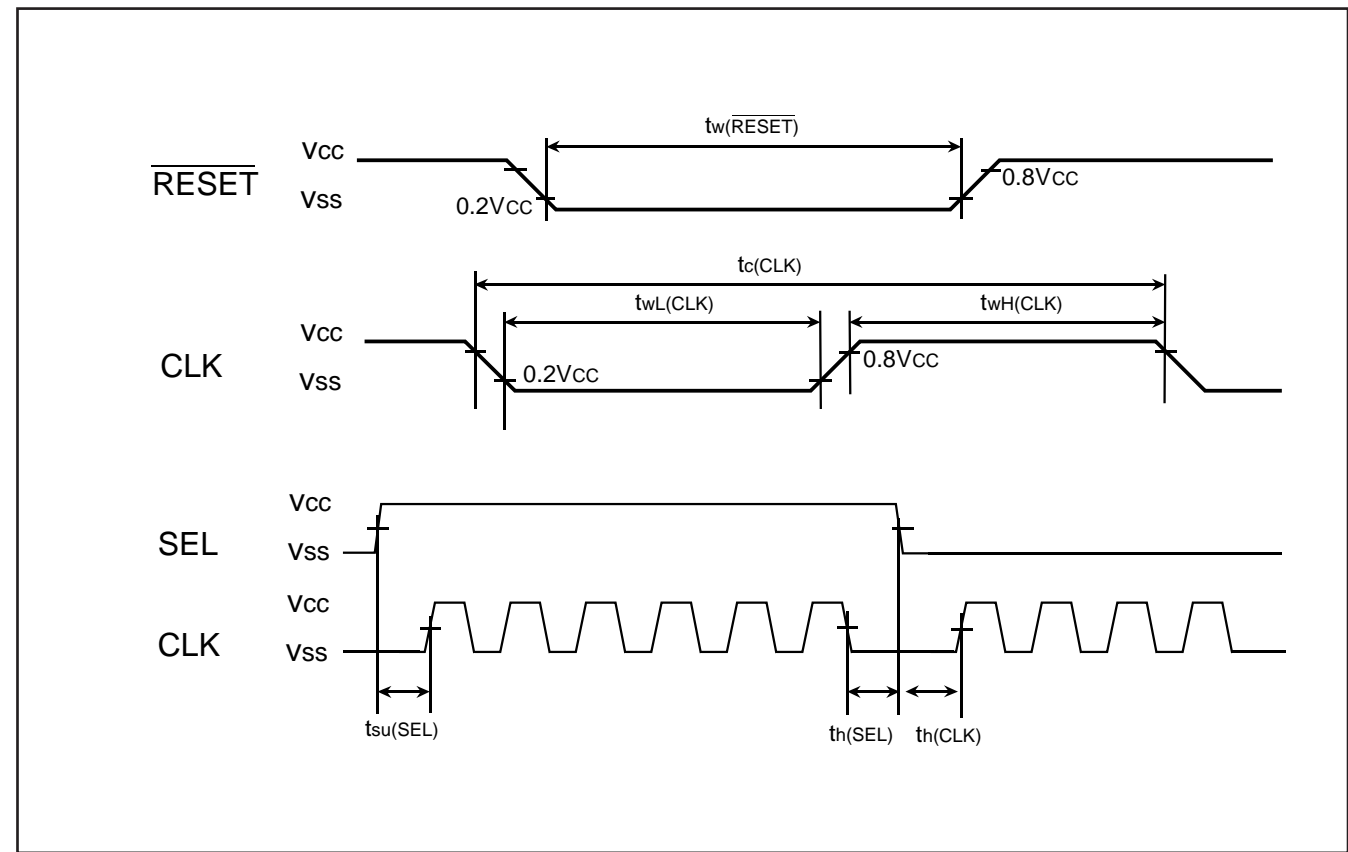 tw(RESET)
VCC
RESET
VSS
0.2VCC
0.8VCC
tc(CLK)
twL(CLK)
twH(CLK)
VCC
CLK
VSS
0.2VCC
0.8VCC
VCC
SEL
VSS
VCC
CLK
VSS
tsu(SEL)
th(SEL)
th(CLK)